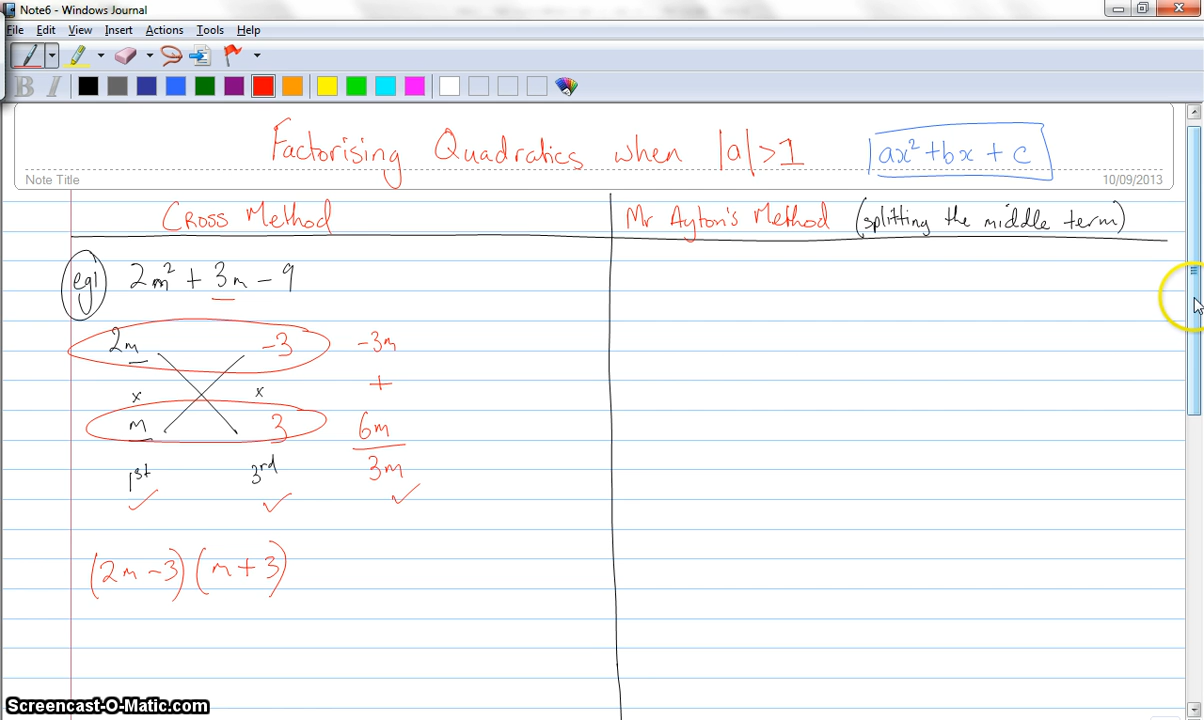 Note6 - Windows Journal
File Edit View Insert Actions Tools Help
B I
Factorising Quadratics when |a| > 1
ax² + bx + c
Note Title
10/09/2013
Cross Method
Mr Ayton's Method (splitting the middle term)
eg1 2m² + 3m - 9
2m -3 -3m
x x +
m 3 6m
1st 3rd 3m
(2m - 3)(m + 3)
Screencast-O-Matic.com